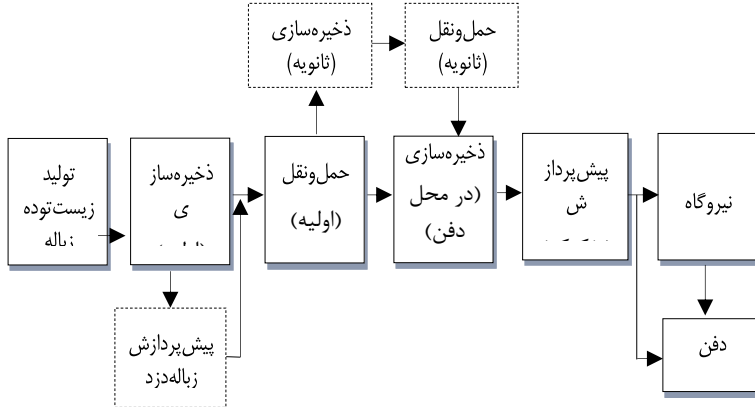 ذخیره‌سازی
(ثانویه)
حمل‌ونقل
(ثانویه)
تولید
زیست‌توده
زباله
ذخیره‌ساز
ی
حمل‌ونقل
(اولیه)
ذخیره‌سازی
(در محل
دفن)
پیش‌پرداز
ش
نیروگاه
پیش‌پردازش
زباله‌دزد
دفن